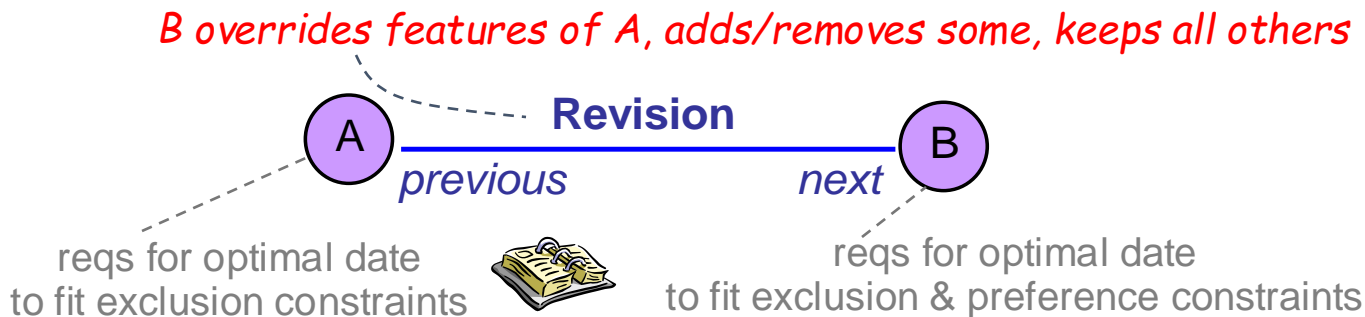 B overrides features of A, adds/removes some, keeps all others
Revision
A
B
previous
next
reqs for optimal date
to fit exclusion constraints
reqs for optimal date
to fit exclusion & preference constraints